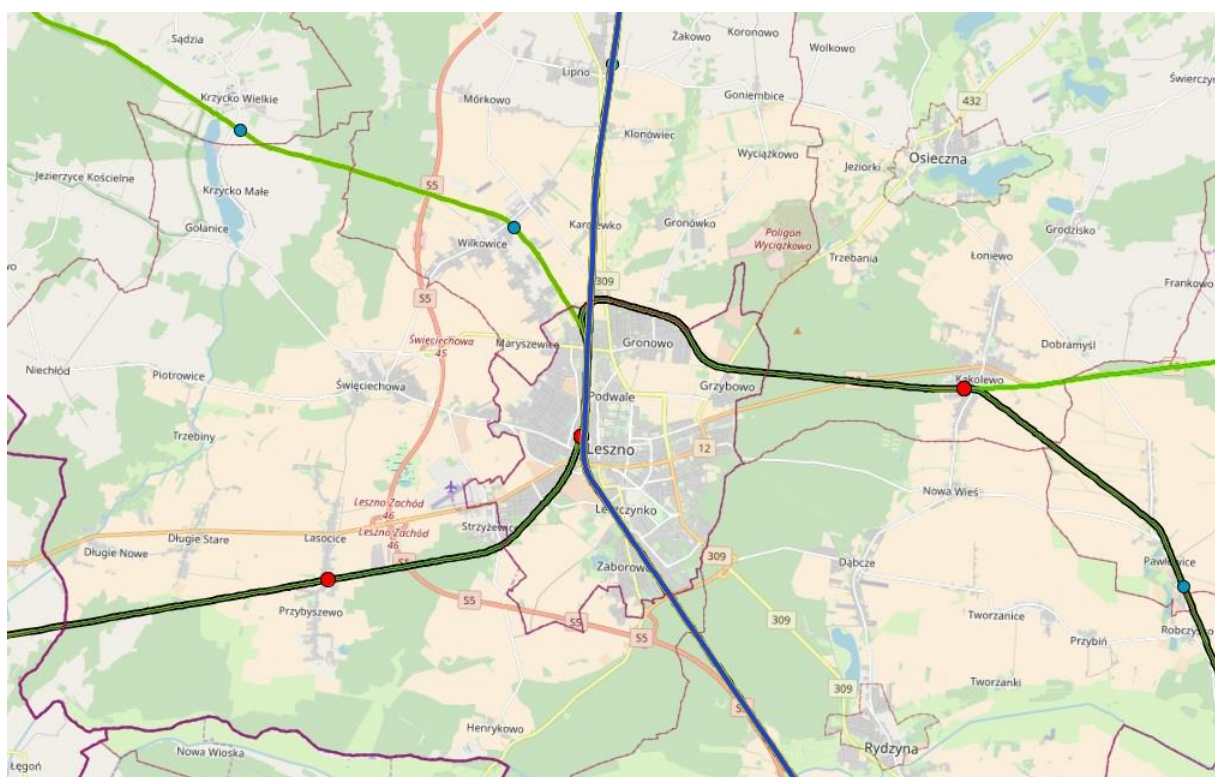 Sądzia
Żakowo
Koronowo
Wolkowo
Lipno
Krzycko Wielkie
Mórkowo
Goniembice
432
Klonówiec
Wyciążkowo
Jeziorki
Osieczna
Jezierzyce Kościelne
S5
Krzycko Małe
Gołanice
Wilkowice
Karolewko
Gronówko
Poligon
Wyciążkowo
Grodzisko
Trzebania
Łoniewo
Frankowo
309
S5
Święciechowa
45
Maryszewice
Gronowo
Dobramyśl
Niechłód
Piotrowice
Święciechowa
Grzybowo
Kąkolewo
Podwale
Trzebiny
Leszno
12
Leszno Zachód
46
Nowa Wieś
Leszczynko
Strzyżewice
Długie Nowe
Długie Stare
Lasocice
Leszno Zachód
46
309
Zaborowo
Dąbcze
Pawłowice
Przybyszewo
S5
S5
S5
309
Tworzanice
Przybiń
Robczysko
Tworzanki
309
Henrykowo
Nowa Wioska
Rydzyna
Łęgoń